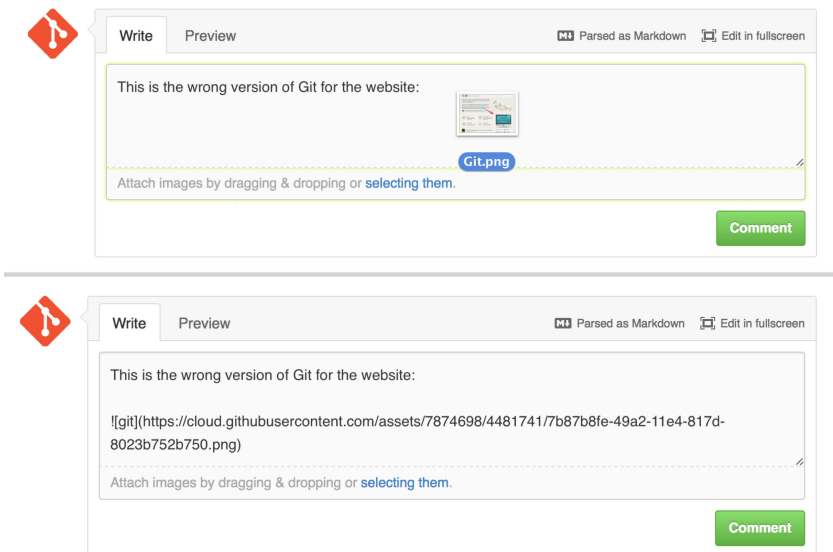 Write Preview Parsed as Markdown Edit in fullscreen
This is the wrong version of Git for the website:
Git.png
Attach images by dragging & dropping or selecting them.
Comment
Write Preview Parsed as Markdown Edit in fullscreen
This is the wrong version of Git for the website:
![git](https://cloud.githubusercontent.com/assets/7874698/4481741/7b87b8fe-49a2-11e4-817d-
8023b752b750.png)
Attach images by dragging & dropping or selecting them.
Comment